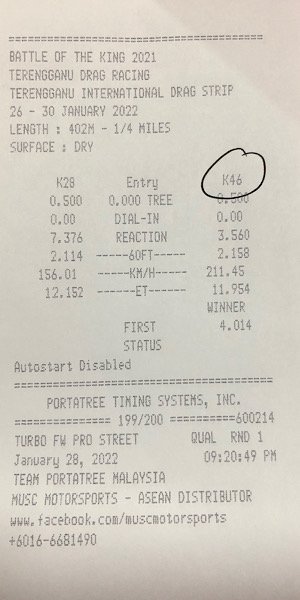 ==========================================
BATTLE OF THE KING 2021
TERENGGANU DRAG RACING
TERENGGANU INTERNATIONAL DRAG STRIP
26 - 30 JANUARY 2022
LENGTH : 402M - 1/4 MILES
SURFACE : DRY
K28 Entry K46
0.500 0.000 TREE 0.500
0.00 DIAL-IN 0.00
7.376 REACTION 3.560
2.114 ------60FT----- 2.158
156.01 ------KM/H----- 211.45
12.152 -------ET------ 11.954
WINNER
FIRST 4.014
STATUS
Autostart Disabled
==========================================
PORTATREE TIMING SYSTEMS, INC.
=============== 199/200 ==========600214
TURBO FW PRO STREET QUAL RND 1
January 28, 2022 09:20:49 PM
TEAM PORTATREE MALAYSIA
MUSC MOTORSPORTS - ASEAN DISTRIBUTOR
www.facebook.com/muscmotorsports
+6016-6681490